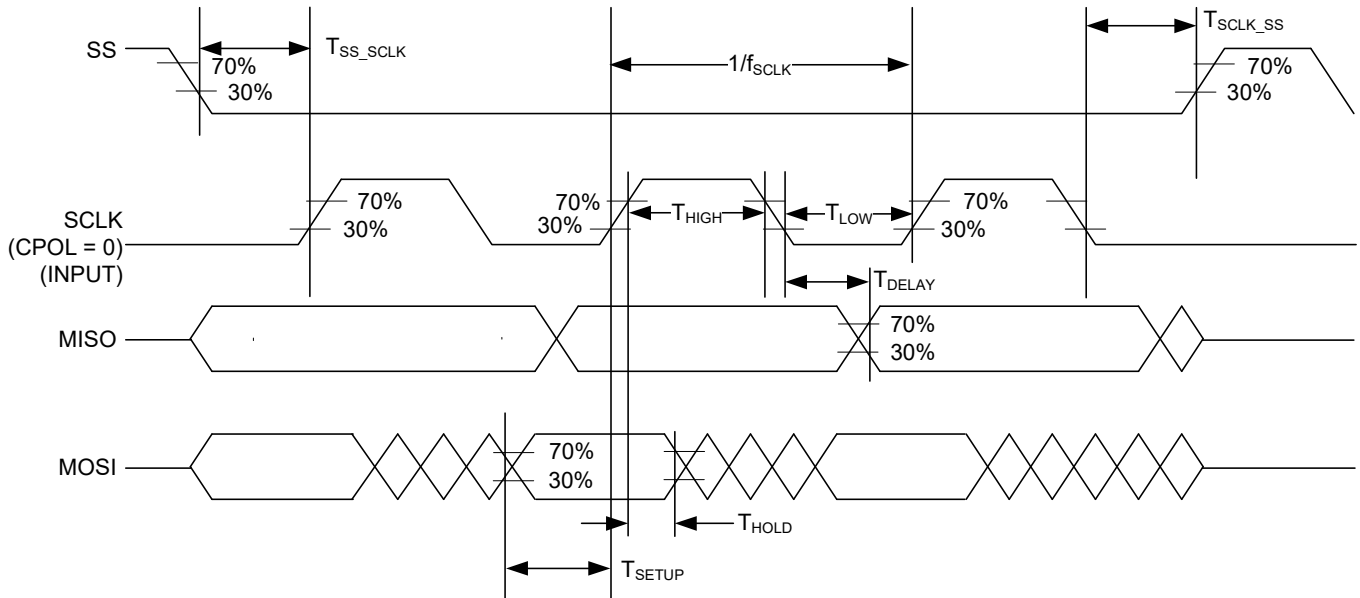 SS
70%
30%
T_SS_SCLK
1/f_SCLK
T_SCLK_SS
70%
30%
SCLK
(CPOL = 0)
(INPUT)
70%
30%
70%
30%
T_HIGH
T_LOW
70%
30%
T_DELAY
MISO
70%
30%
MOSI
70%
30%
T_HOLD
T_SETUP